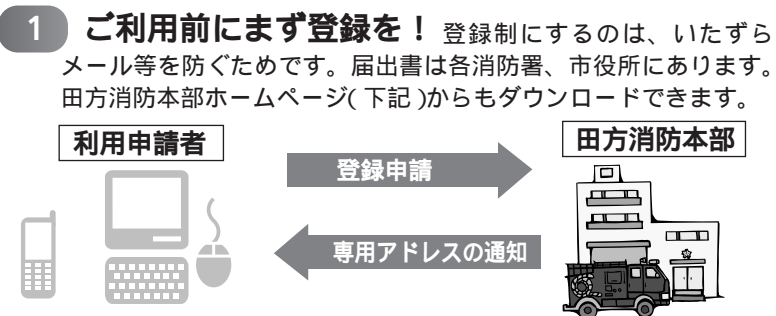 1 ご利用前にまず登録を！ 登録制にするのは、いたずら
メール等を防ぐためです。届出書は各消防署、市役所にあります。
田方消防本部ホームページ(下記)からもダウンロードできます。
利用申請者
田方消防本部
登録申請
専用アドレスの通知